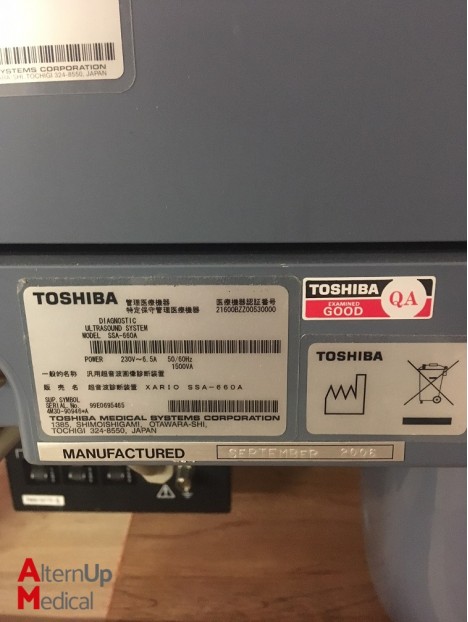 YSTEMS CORPORATION
TOCHIGI 324-8550, JAPAN
TOSHIBA
管理医療機器
特定保守管理医療機器
医療機器認証番号
21600BZZ00530000
DIAGNOSTIC
ULTRASOUND SYSTEM
MODEL SSA-660A
POWER 230V~6.5A 50/60Hz
1500VA
一般的名称 汎用超音波画像診断装置
販売名 超音波診断装置 XARIO SSA-660A
SUP. SYMBOL
SERIAL No. 99E0695465
4M30-90946*A
TOSHIBA MEDICAL SYSTEMS CORPORATION
1385, SHIMOISHIGAMI, OTAWARA-SHI,
TOCHIGI 324-8550, JAPAN
MANUFACTURED SEPTEMBER 2006
TOSHIBA
EXAMINED
GOOD
QA
TOSHIBA
AlternUp
Medical